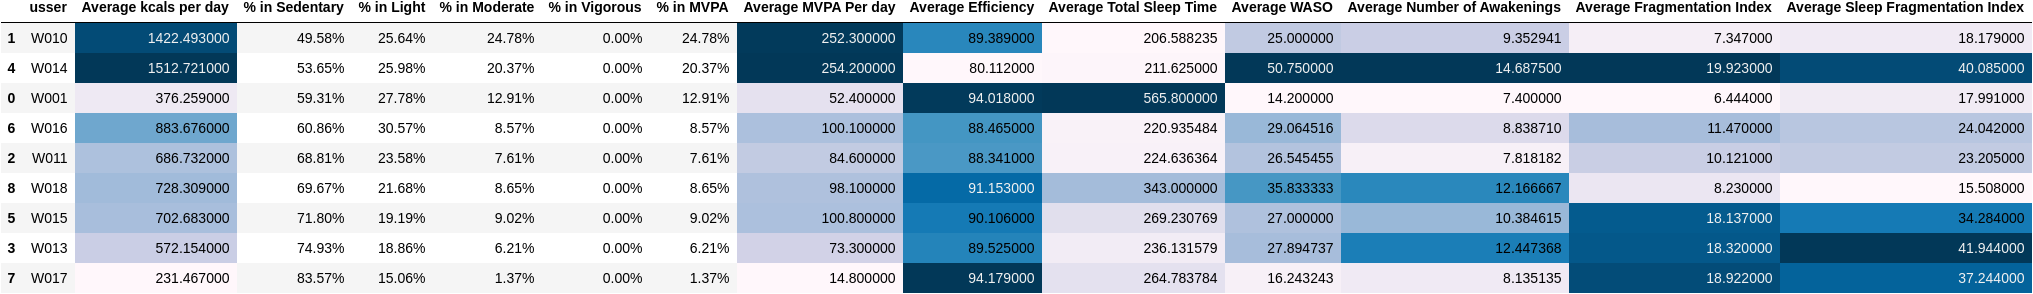 usser Average kcals per day % in Sedentary % in Light % in Moderate % in Vigorous % in MVPA Average MVPA Per day Average Efficiency Average Total Sleep Time Average WASO Average Number of Awakenings Average Fragmentation Index Average Sleep Fragmentation Index
1 W010 1422.493000 49.58% 25.64% 24.78% 0.00% 24.78% 252.300000 89.389000 206.588235 25.000000 9.352941 7.347000 18.179000
4 W014 1512.721000 53.65% 25.98% 20.37% 0.00% 20.37% 254.200000 80.112000 211.625000 50.750000 14.687500 19.923000 40.085000
0 W001 376.259000 59.31% 27.78% 12.91% 0.00% 12.91% 52.400000 94.018000 565.800000 14.200000 7.400000 6.444000 17.991000
6 W016 883.676000 60.86% 30.57% 8.57% 0.00% 8.57% 100.100000 88.465000 220.935484 29.064516 8.838710 11.470000 24.042000
2 W011 686.732000 68.81% 23.58% 7.61% 0.00% 7.61% 84.600000 88.341000 224.636364 26.545455 7.818182 10.121000 23.205000
8 W018 728.309000 69.67% 21.68% 8.65% 0.00% 8.65% 98.100000 91.153000 343.000000 35.833333 12.166667 8.230000 15.508000
5 W015 702.683000 71.80% 19.19% 9.02% 0.00% 9.02% 100.800000 90.106000 269.230769 27.000000 10.384615 18.137000 34.284000
3 W013 572.154000 74.93% 18.86% 6.21% 0.00% 6.21% 73.300000 89.525000 236.131579 27.894737 12.447368 18.320000 41.944000
7 W017 231.467000 83.57% 15.06% 1.37% 0.00% 1.37% 14.800000 94.179000 264.783784 16.243243 8.135135 18.922000 37.244000